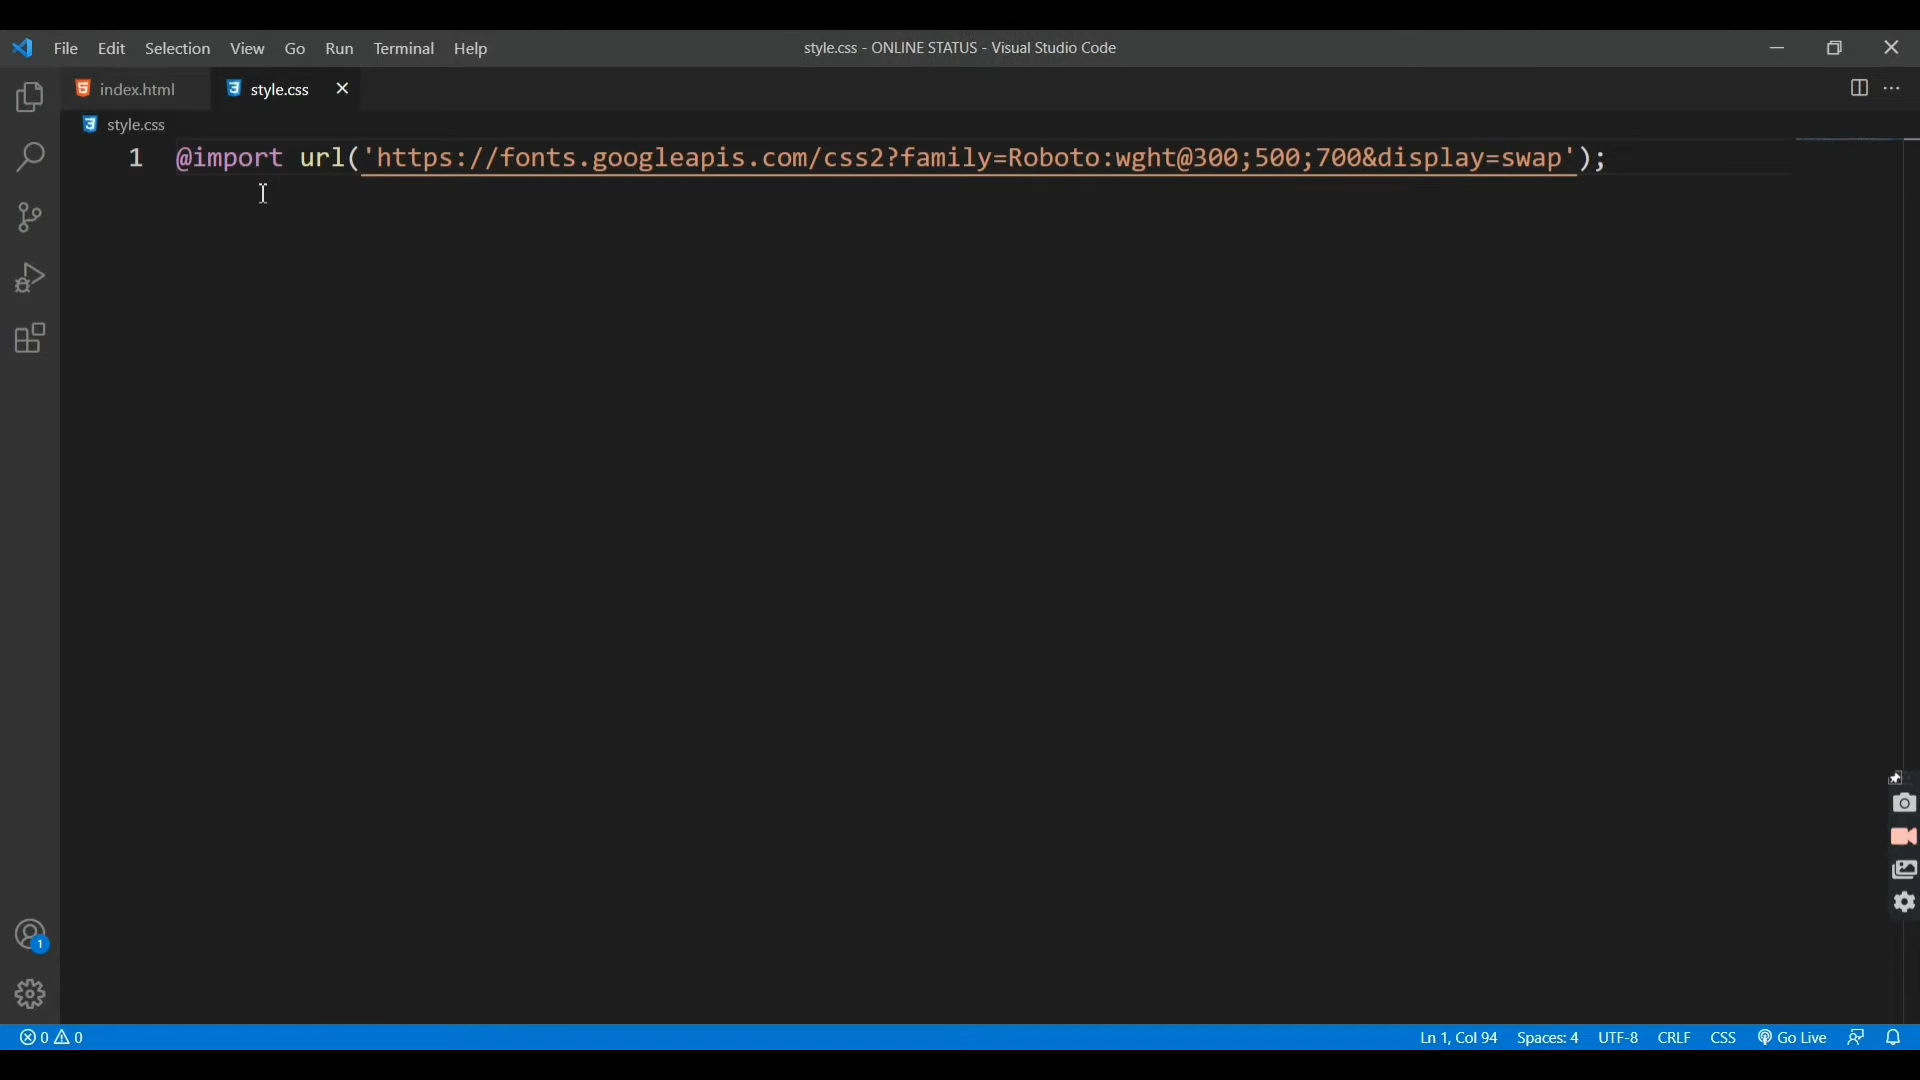 File Edit Selection View Go Run Terminal Help
style.css - ONLINE STATUS - Visual Studio Code
index.html
style.css
style.css
1 @import url('https://fonts.googleapis.com/css2?family=Roboto:wght@300;500;700&display=swap');
1
0 0
Ln 1, Col 94 Spaces: 4 UTF-8 CRLF CSS Go Live